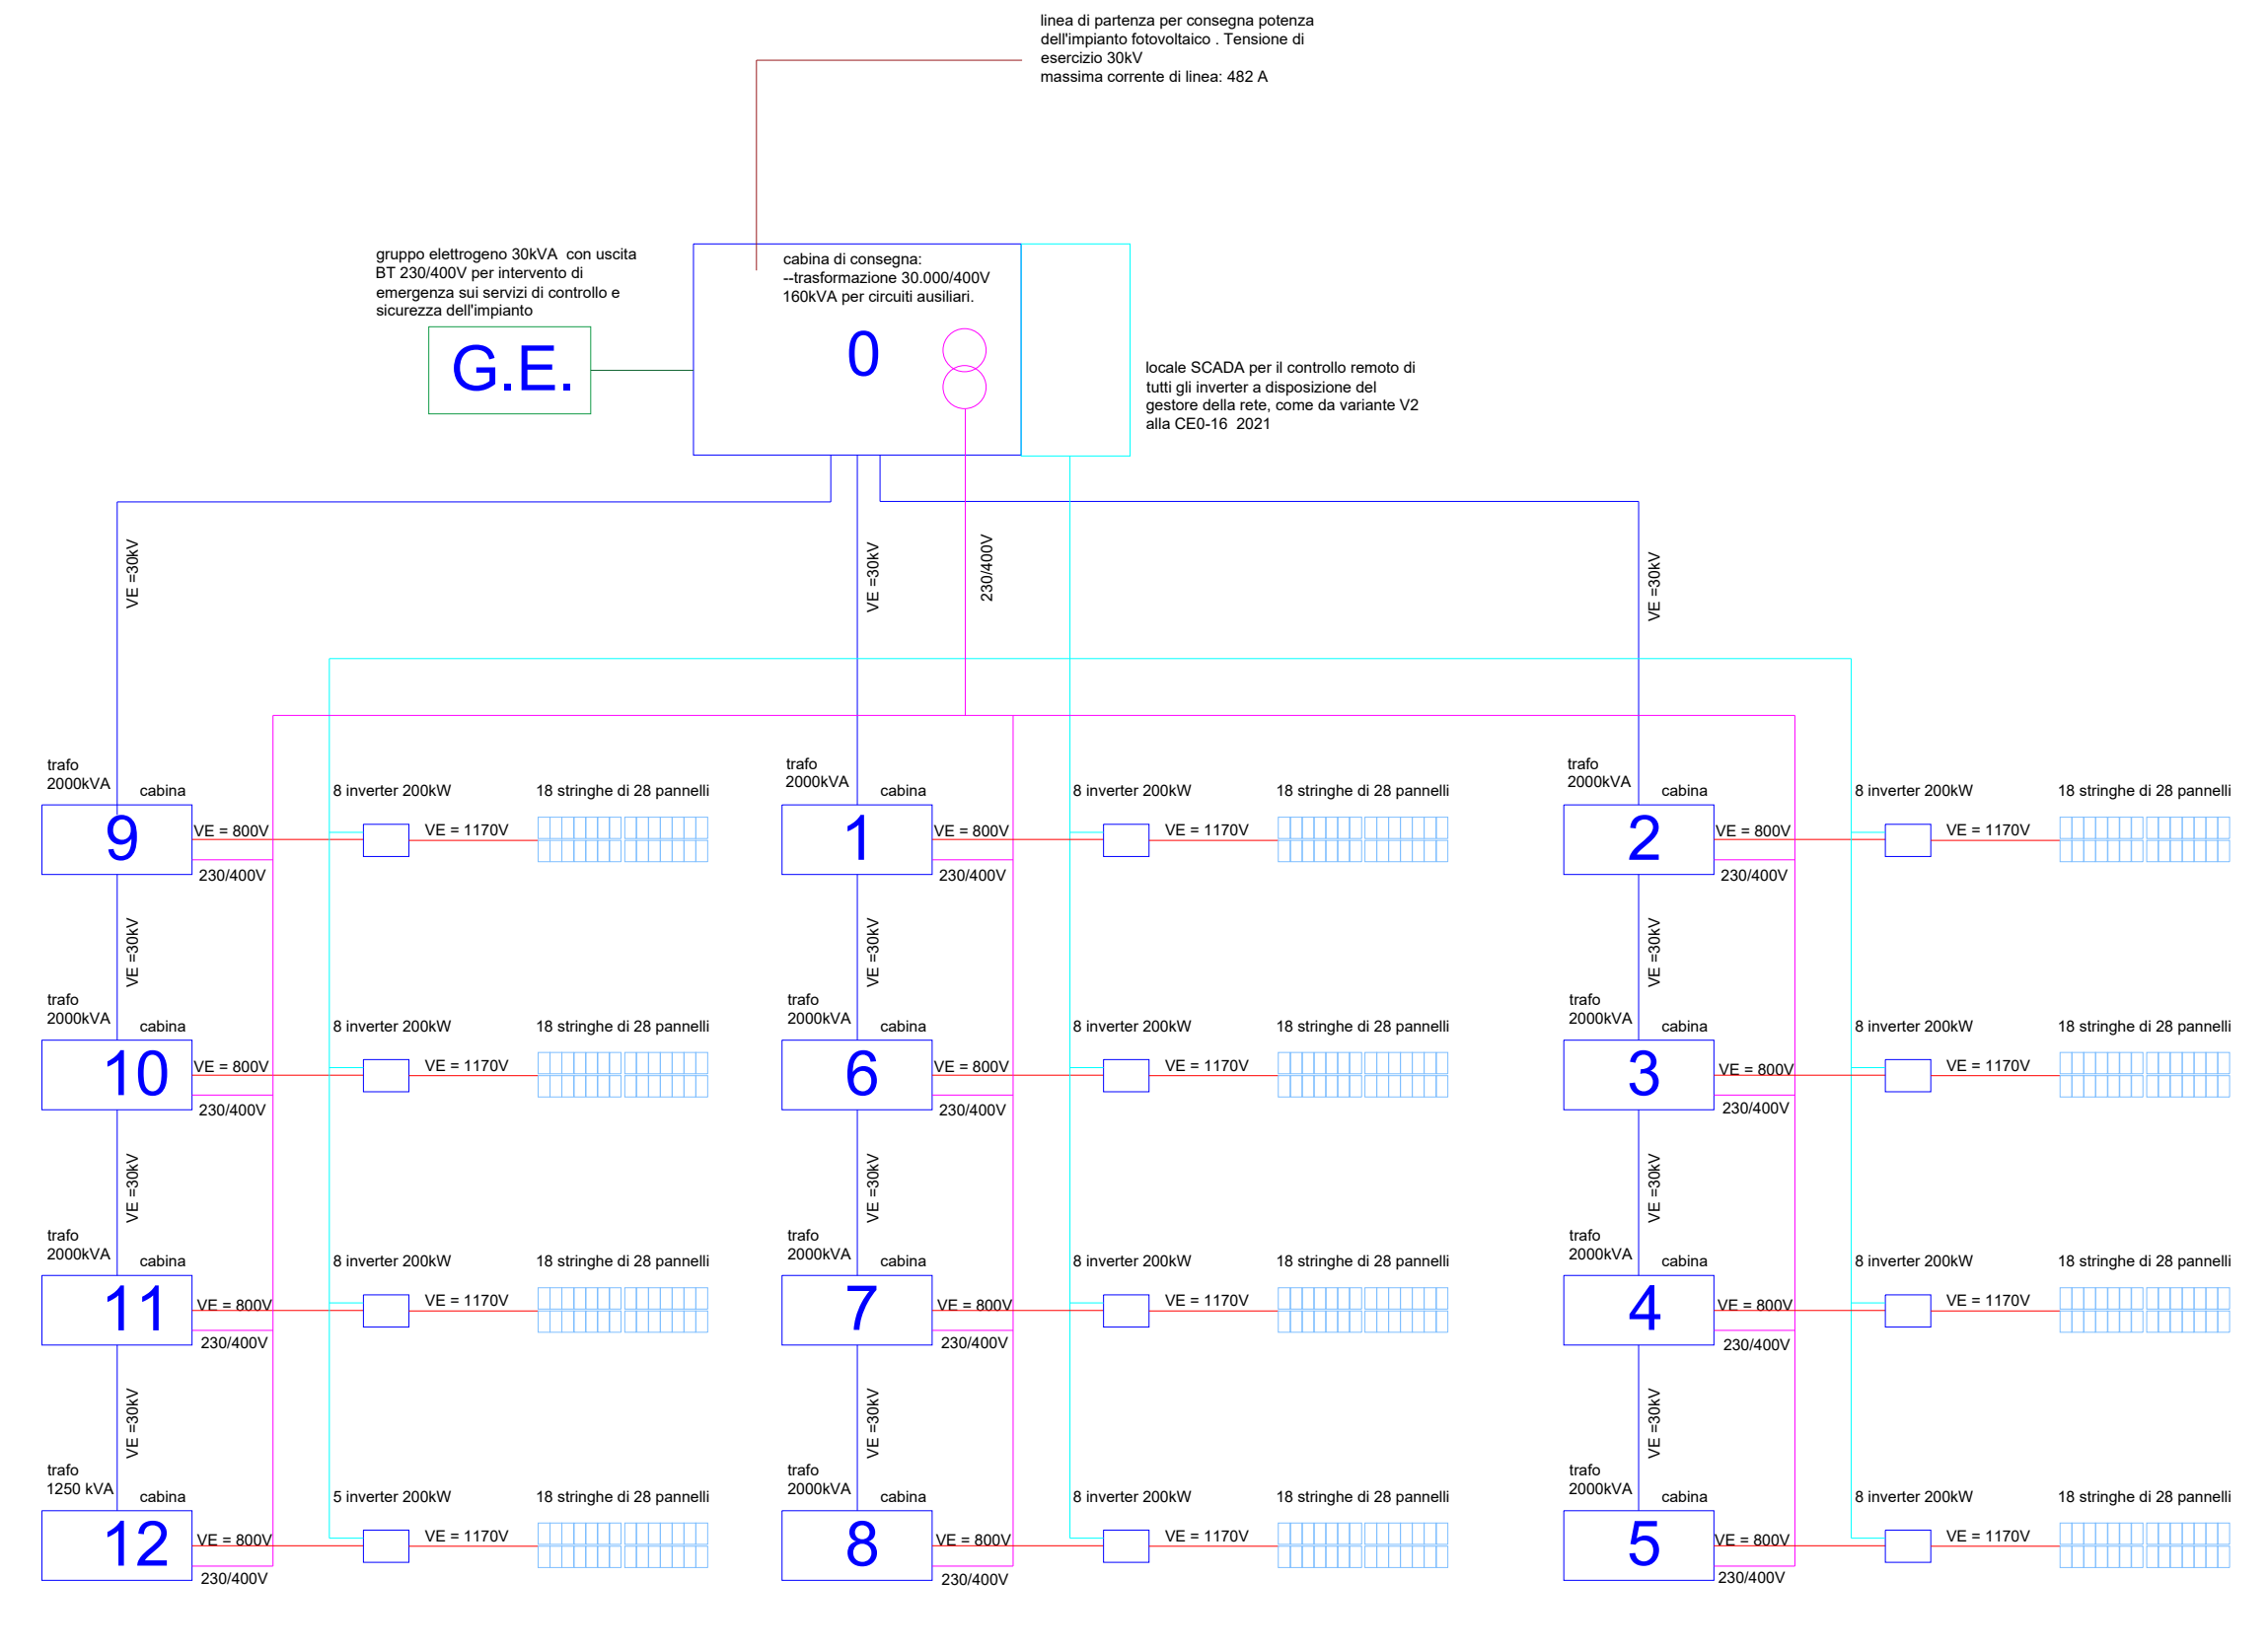 linea di partenza per consegna potenza
dell'impianto fotovoltaico . Tensione di
esercizio 30kV
massima corrente di linea: 482 A
gruppo elettrogeno 30kVA  con uscita
BT 230/400V per intervento di
emergenza sui servizi di controllo e
sicurezza dell'impianto
G.E.
cabina di consegna:
--trasformazione 30.000/400V
160kVA per circuiti ausiliari.
0
locale SCADA per il controllo remoto di
tutti gli inverter a disposizione del
gestore della rete, come da variante V2
alla CE0-16  2021
VE =30kV
VE =30kV
230/400V
VE =30kV
trafo
2000kVA
cabina
9
VE = 800V
230/400V
8 inverter 200kW
VE = 1170V
18 stringhe di 28 pannelli
trafo
2000kVA
cabina
1
VE = 800V
230/400V
8 inverter 200kW
VE = 1170V
18 stringhe di 28 pannelli
trafo
2000kVA
cabina
2
VE = 800V
230/400V
8 inverter 200kW
VE = 1170V
18 stringhe di 28 pannelli
VE =30kV
VE =30kV
VE =30kV
trafo
2000kVA
cabina
10
VE = 800V
230/400V
8 inverter 200kW
VE = 1170V
18 stringhe di 28 pannelli
trafo
2000kVA
cabina
6
VE = 800V
230/400V
8 inverter 200kW
VE = 1170V
18 stringhe di 28 pannelli
trafo
2000kVA
cabina
3
VE = 800V
230/400V
8 inverter 200kW
VE = 1170V
18 stringhe di 28 pannelli
VE =30kV
VE =30kV
VE =30kV
trafo
2000kVA
cabina
11
VE = 800V
230/400V
8 inverter 200kW
VE = 1170V
18 stringhe di 28 pannelli
trafo
2000kVA
cabina
7
VE = 800V
230/400V
8 inverter 200kW
VE = 1170V
18 stringhe di 28 pannelli
trafo
2000kVA
cabina
4
VE = 800V
230/400V
8 inverter 200kW
VE = 1170V
18 stringhe di 28 pannelli
VE =30kV
VE =30kV
VE =30kV
trafo
1250 kVA
cabina
12
VE = 800V
230/400V
5 inverter 200kW
VE = 1170V
18 stringhe di 28 pannelli
trafo
2000kVA
cabina
8
VE = 800V
230/400V
8 inverter 200kW
VE = 1170V
18 stringhe di 28 pannelli
trafo
2000kVA
cabina
5
VE = 800V
230/400V
8 inverter 200kW
VE = 1170V
18 stringhe di 28 pannelli